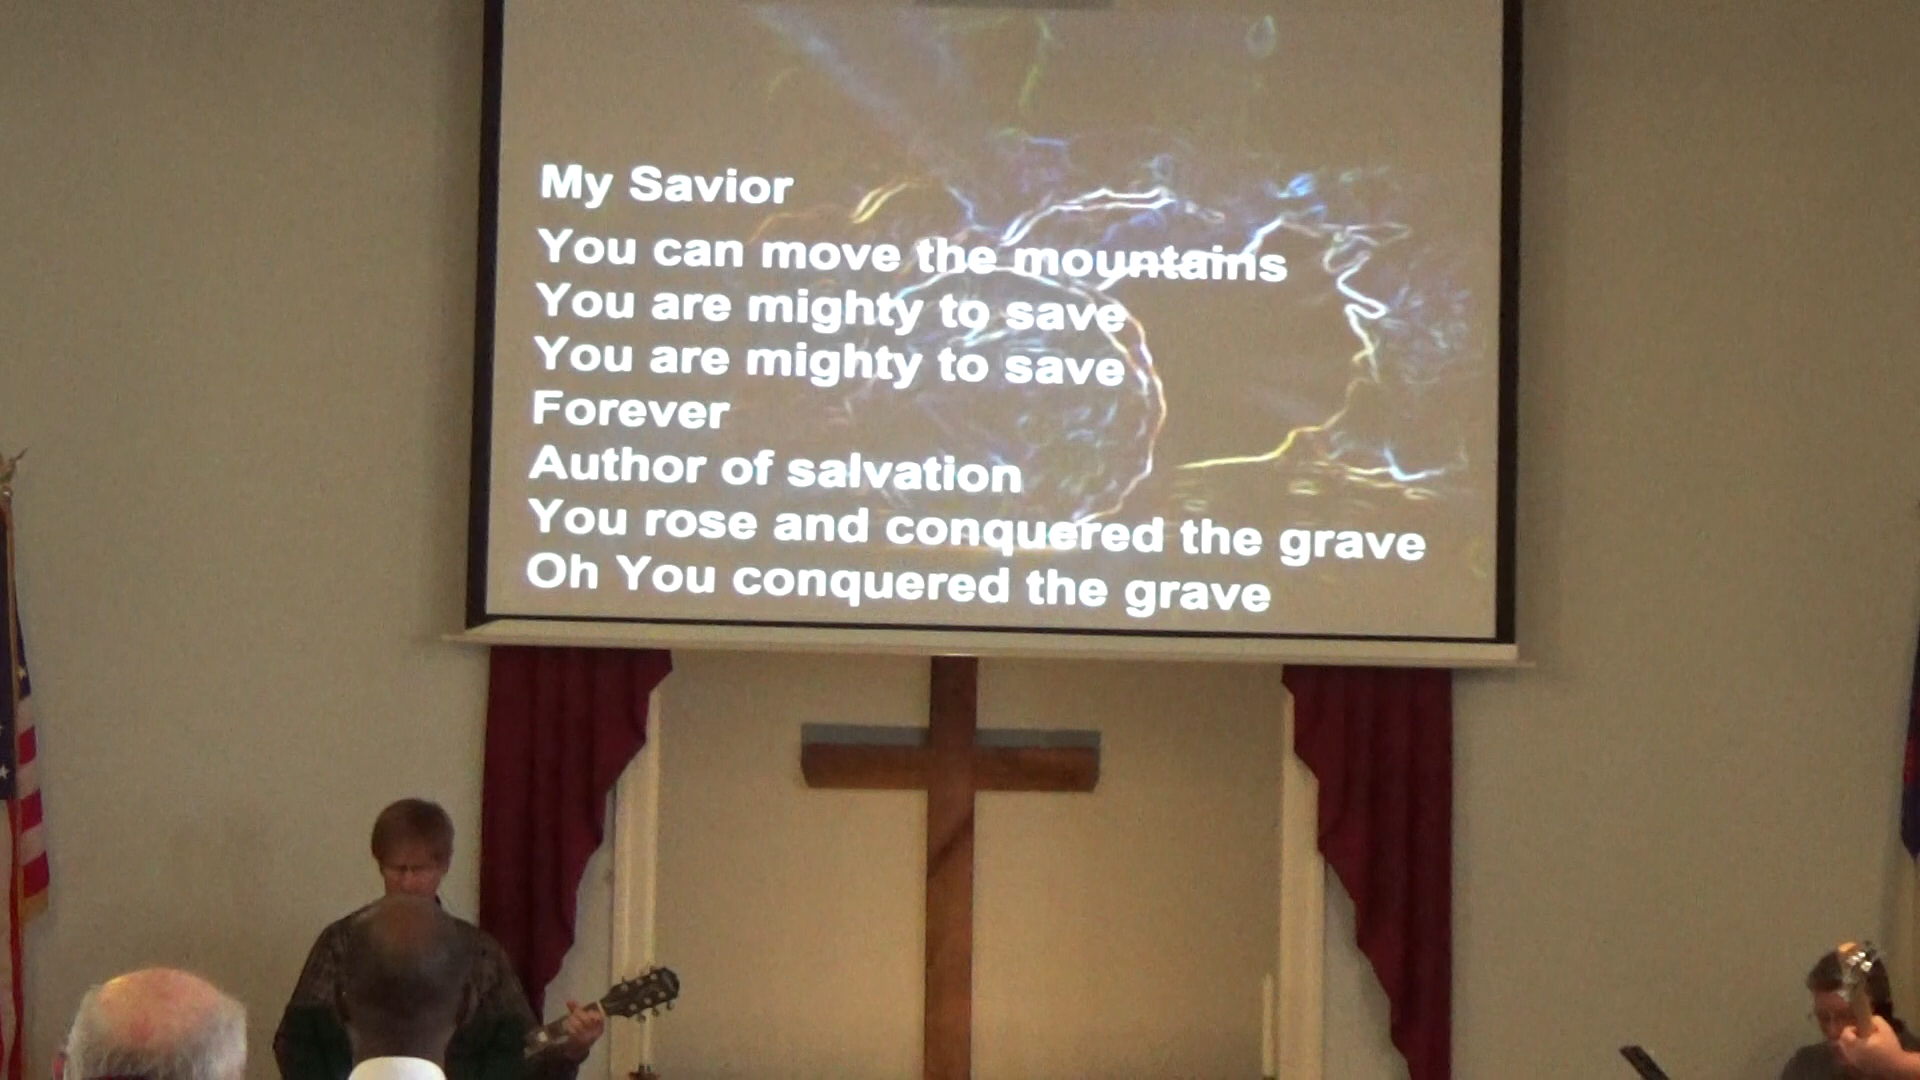 My Savior
You can move the mountains
You are mighty to save
You are mighty to save
Forever
Author of salvation
You rose and conquered the grave
Oh You conquered the grave